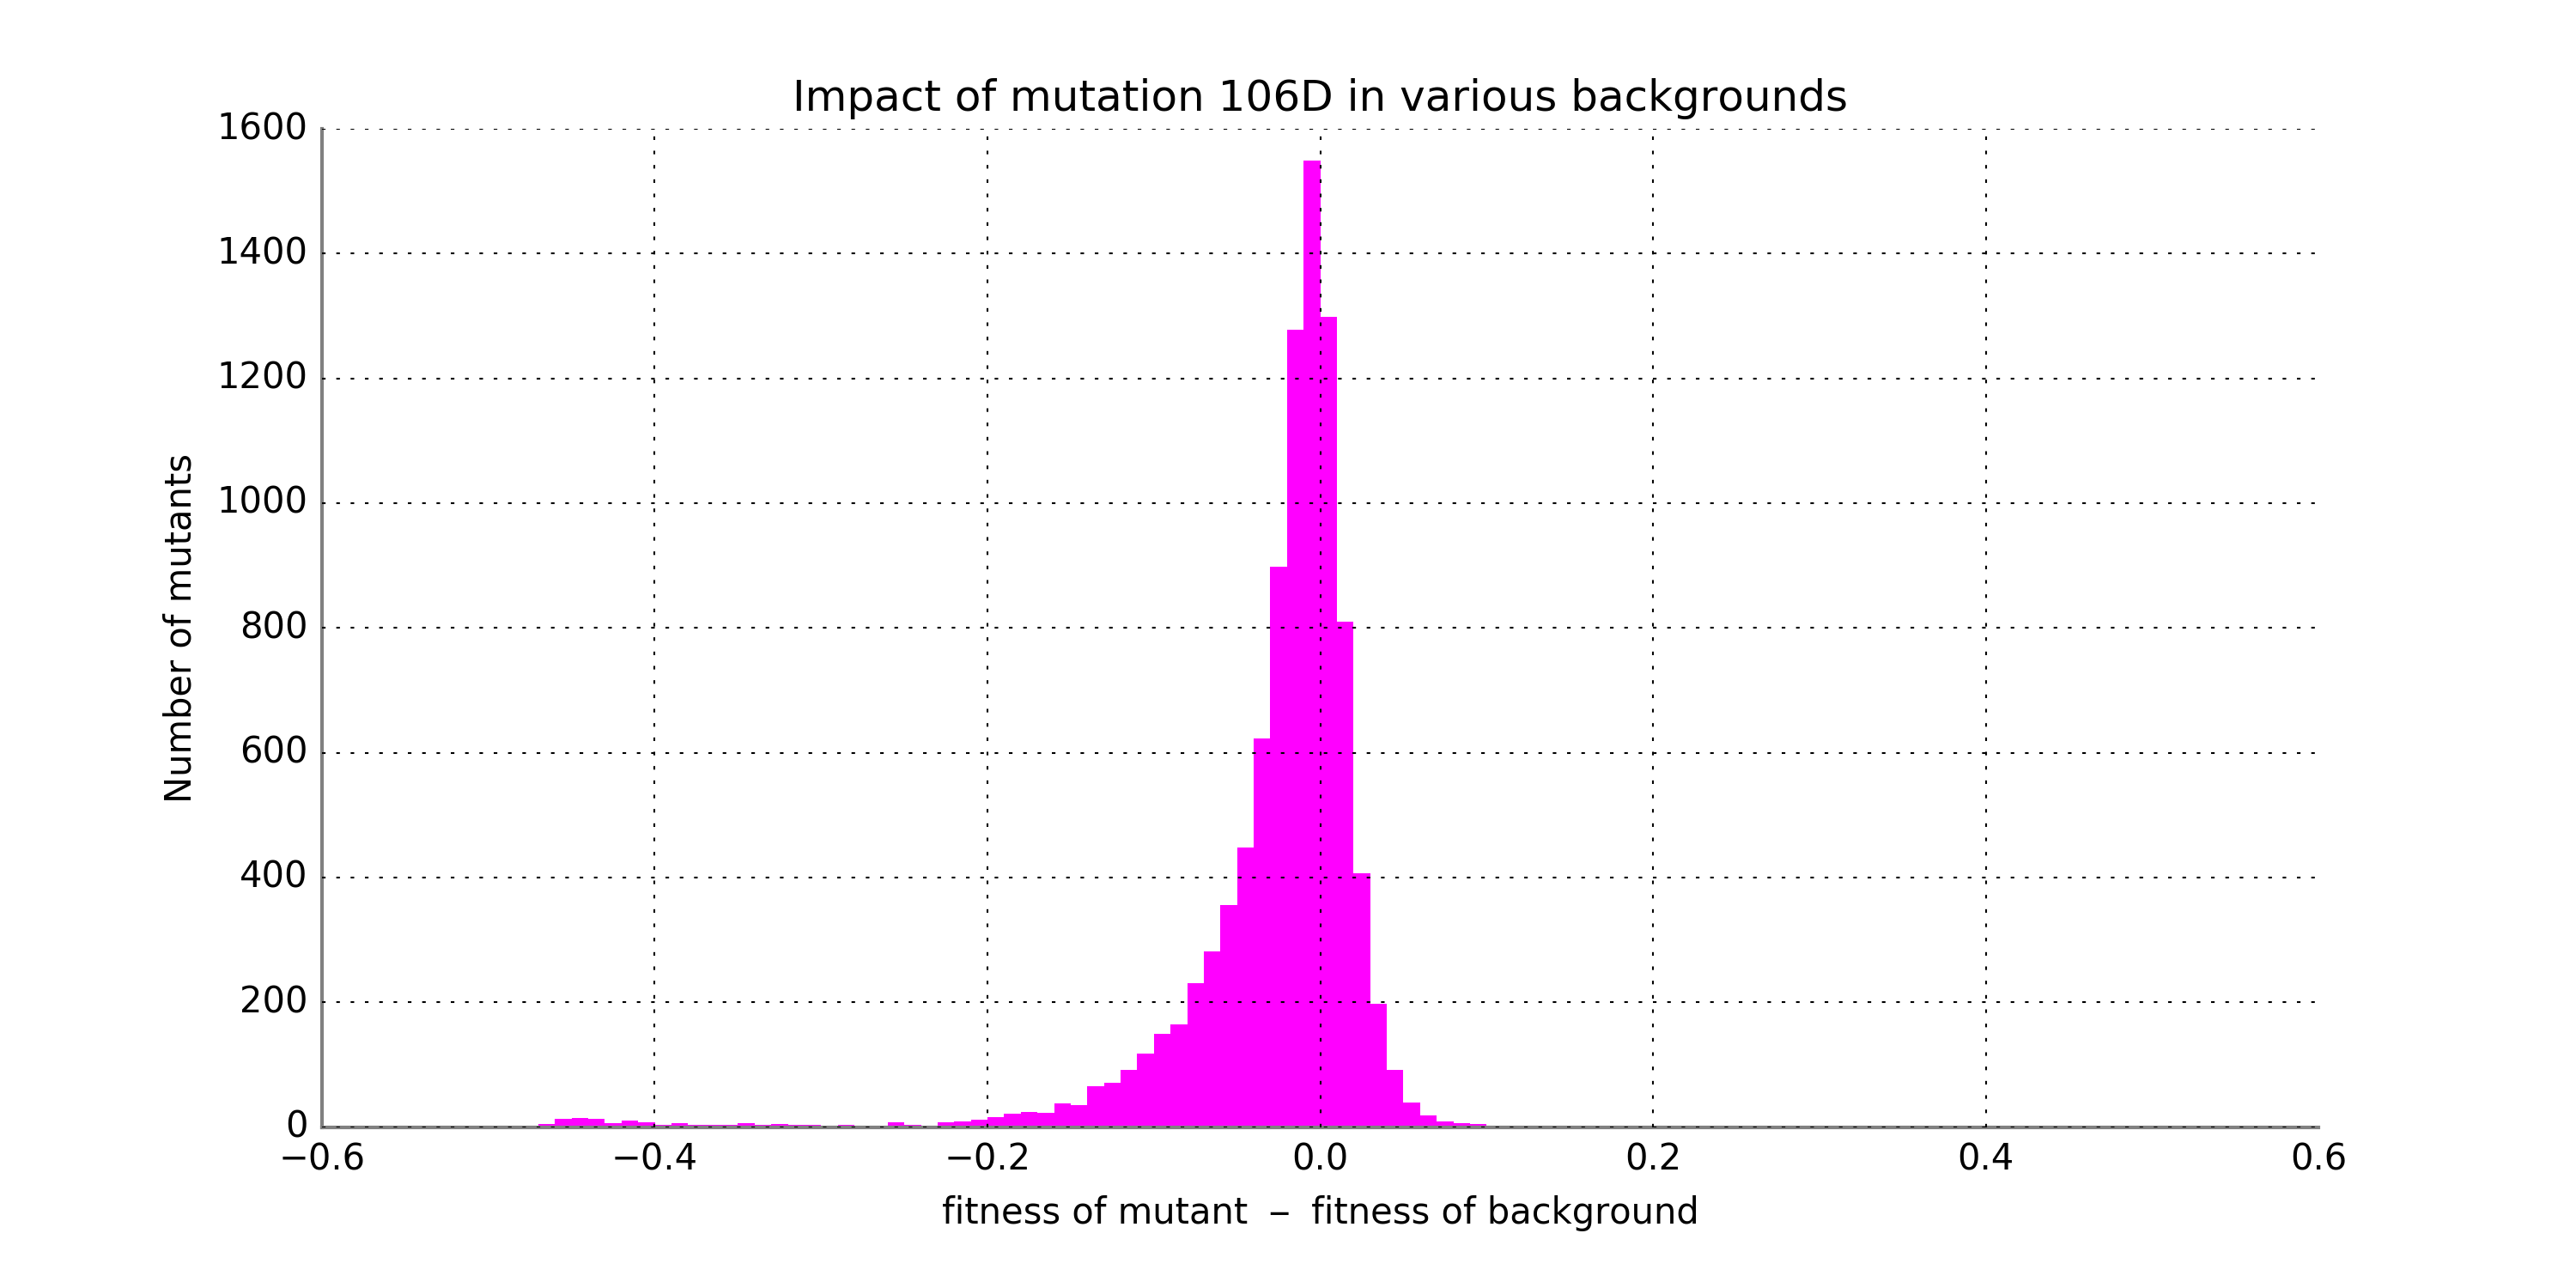 Impact of mutation 106D in various backgrounds
1600
1400
1200
1000
800
600
400
200
0
Number of mutants
−0.6 −0.4 −0.2 0.0 0.2 0.4 0.6
fitness of mutant − fitness of background